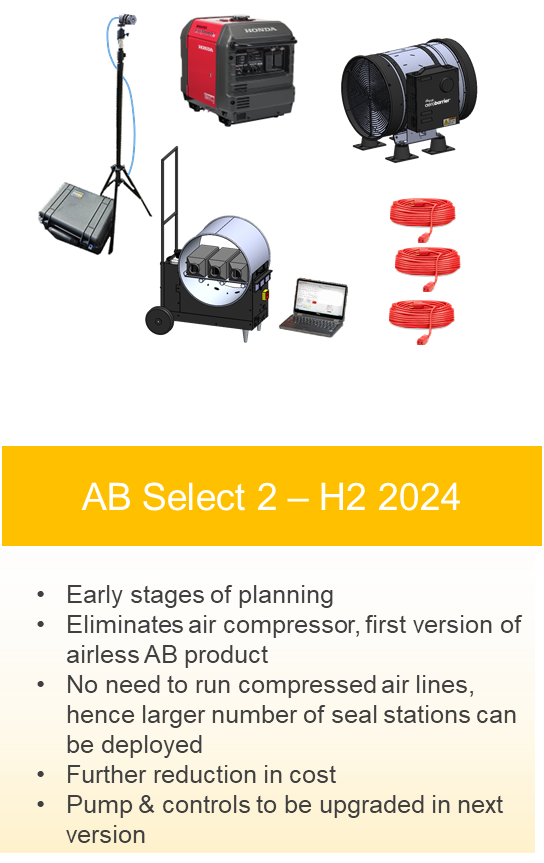 HONDA
HONDA
aerobarrier
AB Select 2 – H2 2024
• Early stages of planning
• Eliminates air compressor, first version of
airless AB product
• No need to run compressed air lines,
hence larger number of seal stations can
be deployed
• Further reduction in cost
• Pump & controls to be upgraded in next
version